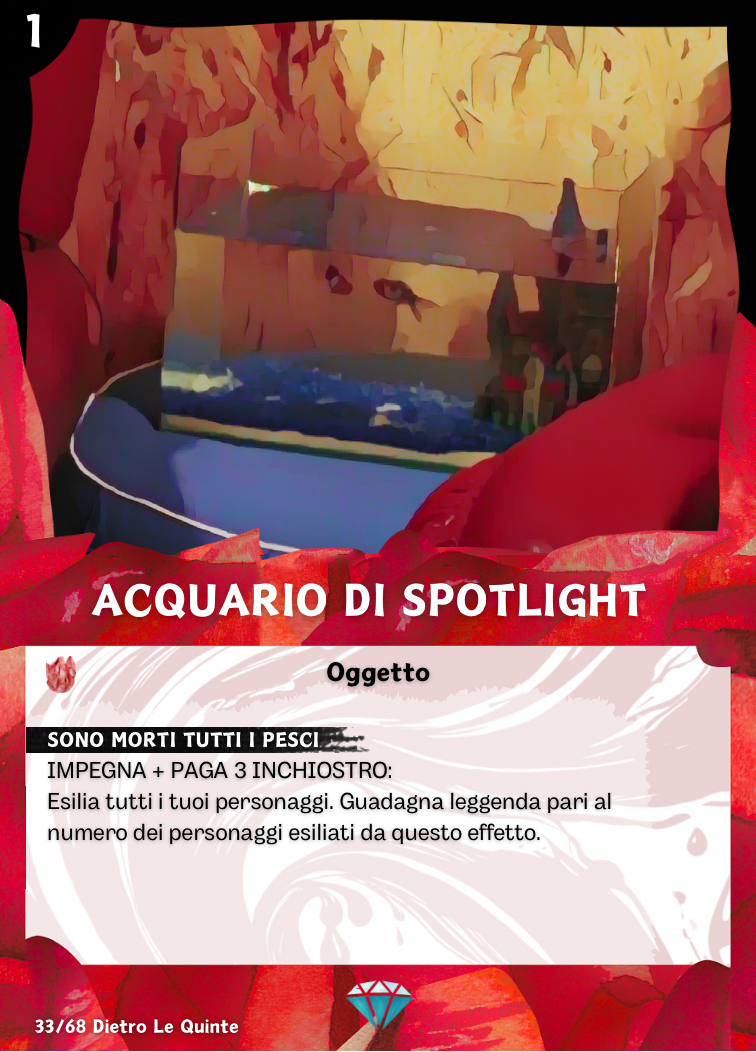 1
ACQUARIO DI SPOTLIGHT
Oggetto
SONO MORTI TUTTI I PESCI
IMPEGNA + PAGA 3 INCHIOSTRO:
Esilia tutti i tuoi personaggi. Guadagna leggenda pari al
numero dei personaggi esiliati da questo effetto.
33/68 Dietro Le Quinte